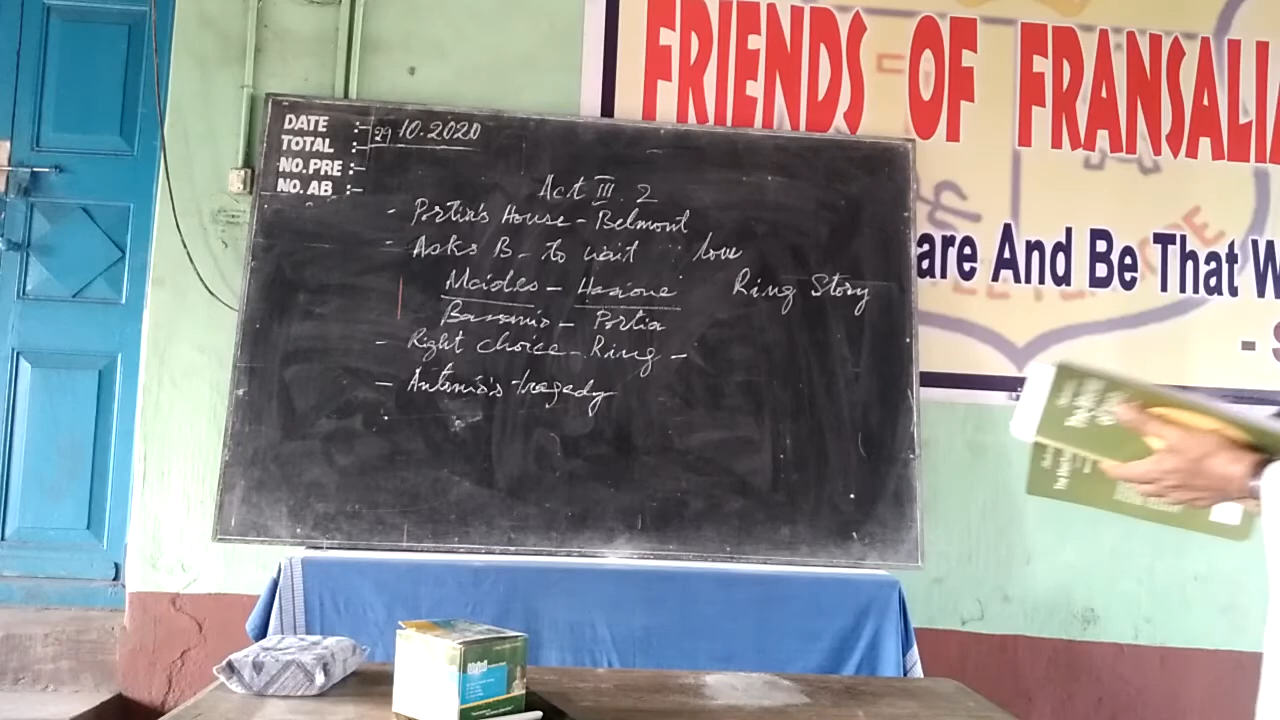 FRIENDS OF FRANSALIA
are And Be That W
- S
DATE :- 29 10.2020
TOTAL :-
NO.PRE :-
NO. AB :-
Act III. 2
- Portia's House - Belmont
- Asks B - to wait love
Maides - Hesione Ring Story
Bassanio - Portia
- Right choice - Ring -
- Antonio's tragedy
Urjal